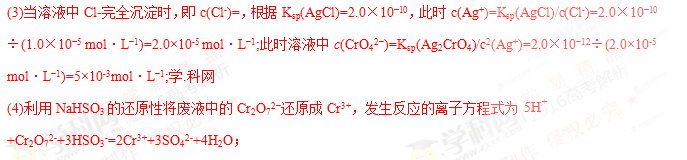 (3)当溶液中 Cl-完全沉淀时,即 c(Cl-)=,根据 Ksp(AgCl)=2.0×10⁻¹⁰,此时 c(Ag⁺)=Ksp(AgCl)/c(Cl-)=2.0×10⁻¹⁰
÷(1.0×10⁻⁵ mol·L⁻¹)=2.0×10⁻⁵ mol·L⁻¹;此时溶液中 c(CrO₄²⁻)=Ksp(Ag₂CrO₄)/c²(Ag⁺)=2.0×10⁻¹²÷(2.0×10⁻⁵
mol·L⁻¹)=5×10⁻³mol·L⁻¹;学.科网
(4)利用 NaHSO₃ 的还原性将废液中的 Cr₂O₇²⁻还原成 Cr³⁺，发生反应的离子方程式为 5H⁺
+Cr₂O₇²⁻+3HSO₃⁻=2Cr³⁺+3SO₄²⁻+4H₂O；